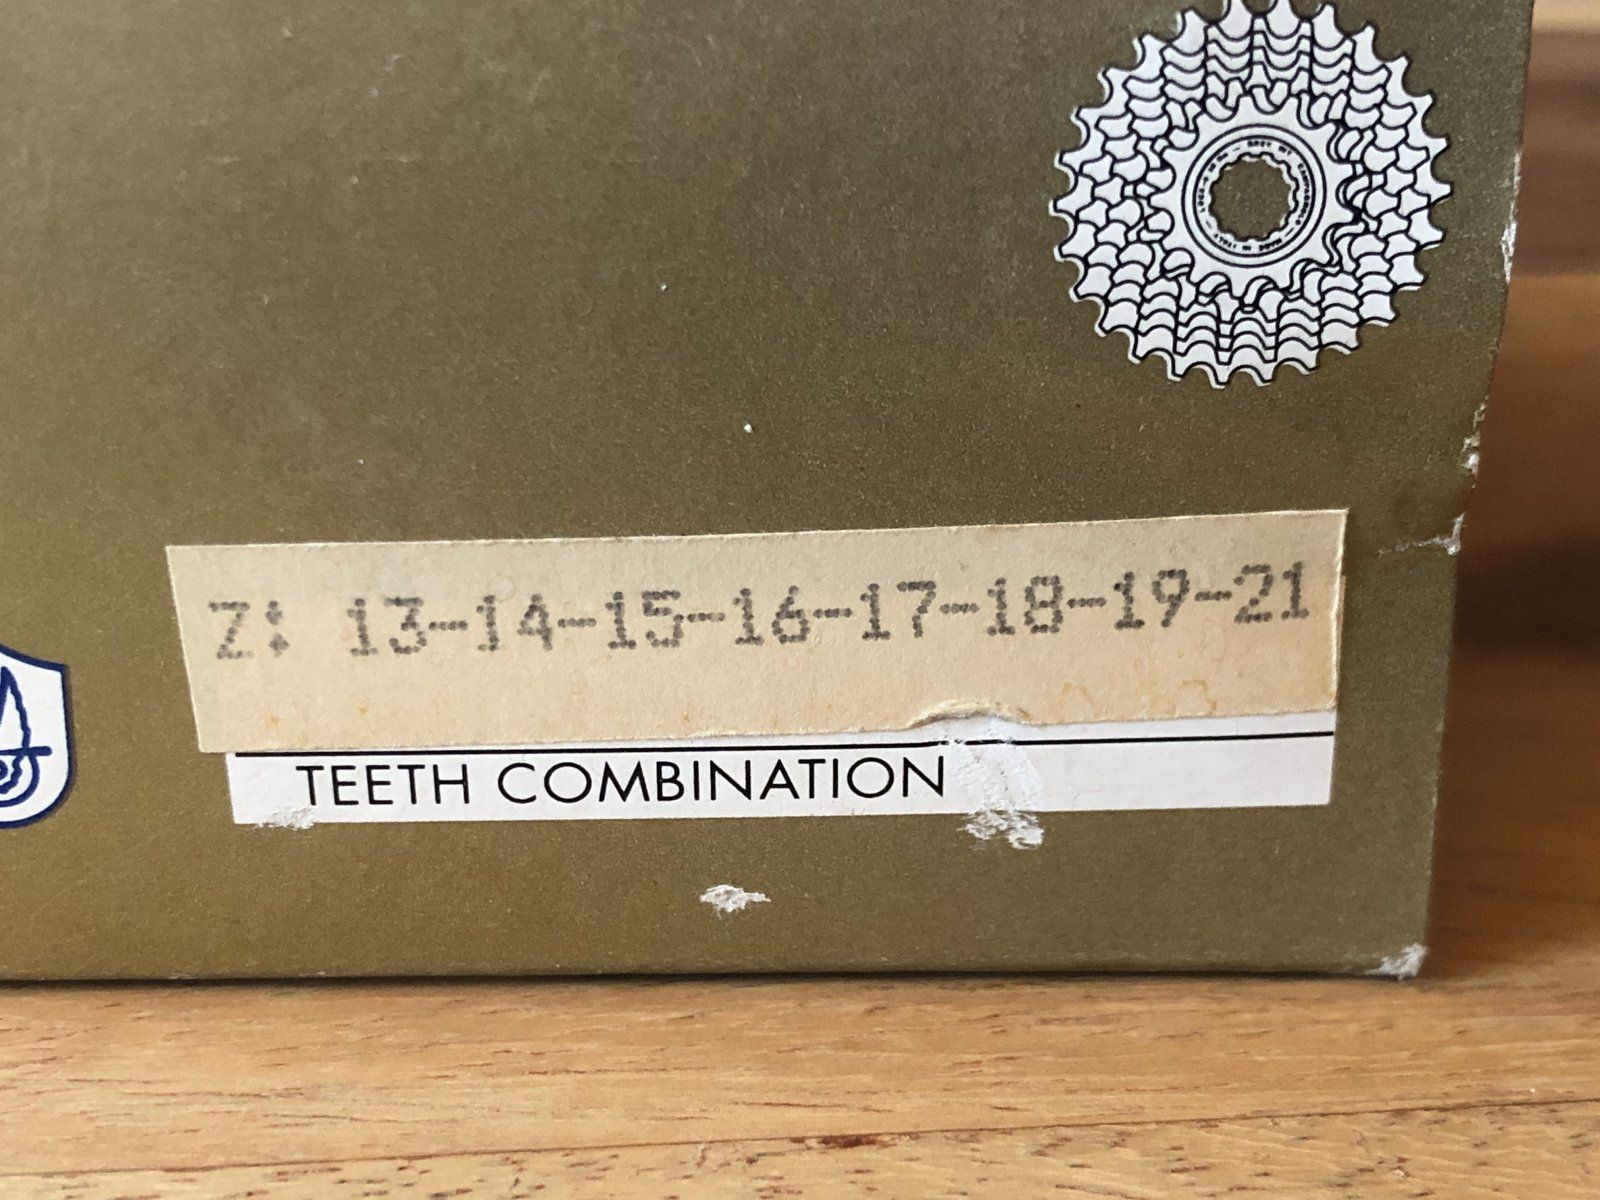 Z: 13-14-15-16-17-18-19-21
TEETH COMBINATION